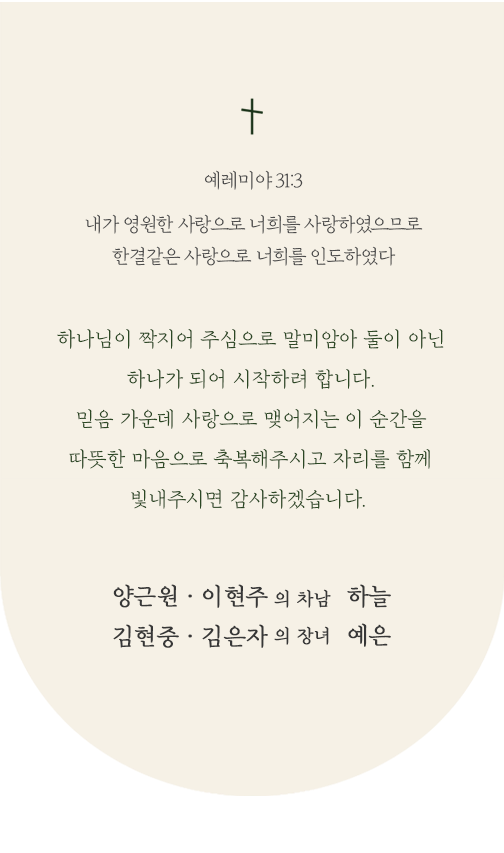 예레미야 31:3
내가 영원한 사랑으로 너희를 사랑하였으므로
한결같은 사랑으로 너희를 인도하였다
하나님이 짝지어 주심으로 말미암아 둘이 아닌
하나가 되어 시작하려 합니다.
믿음 가운데 사랑으로 맺어지는 이 순간을
따뜻한 마음으로 축복해주시고 자리를 함께
빛내주시면 감사하겠습니다.
양근원 · 이현주 의 차남 하늘
김현중 · 김은자 의 장녀 예은